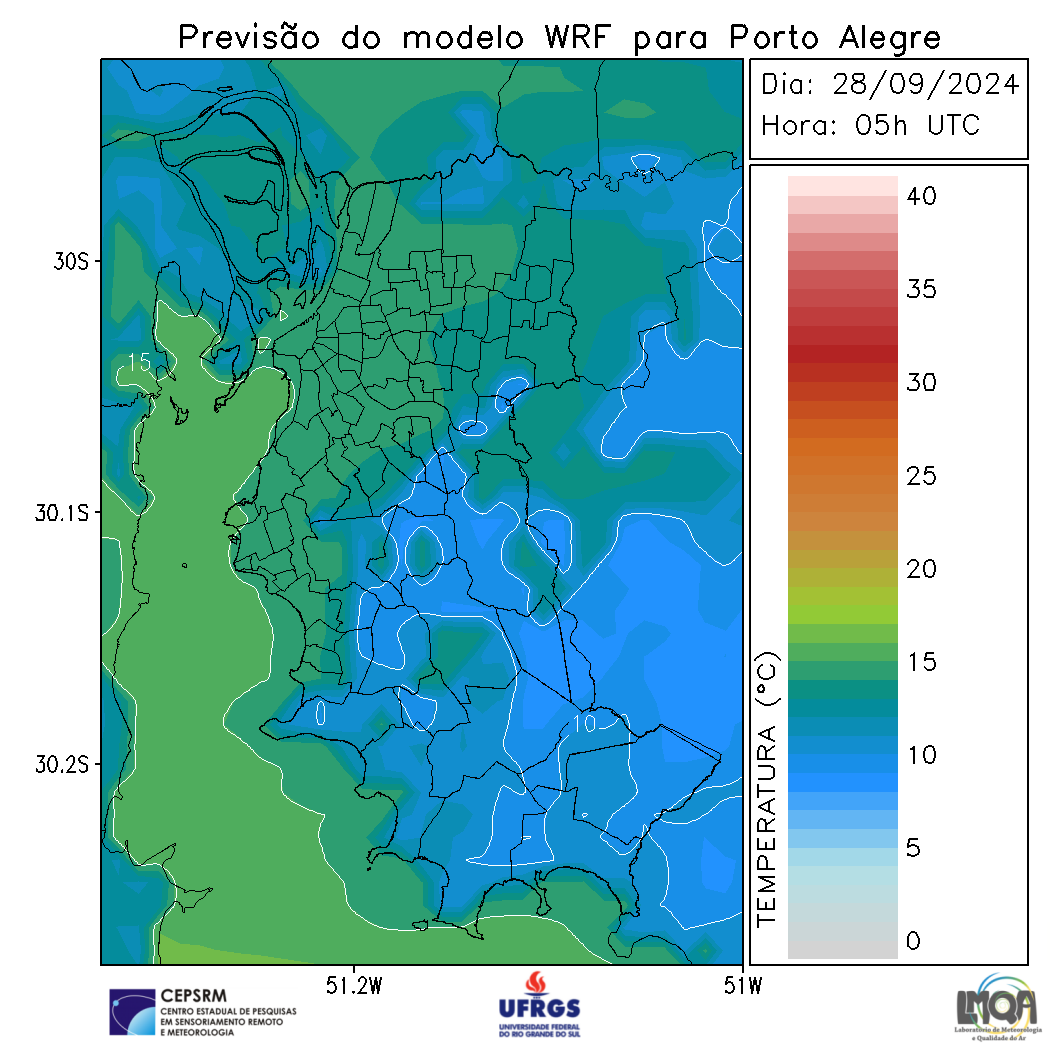 Previsão do modelo WRF para Porto Alegre
Dia: 28/09/2024
Hora: 05h UTC
40
35
30
25
20
15
10
5
0
TEMPERATURA (°C)
30S
30.1S
30.2S
51.2W
51W
15
10
CEPSRM
CENTRO ESTADUAL DE PESQUISAS
EM SENSORIAMENTO REMOTO
E METEOROLOGIA
UFRGS
UNIVERSIDADE FEDERAL
DO RIO GRANDE DO SUL
LMQA
Laboratório de Meteorologia
e Qualidade do Ar